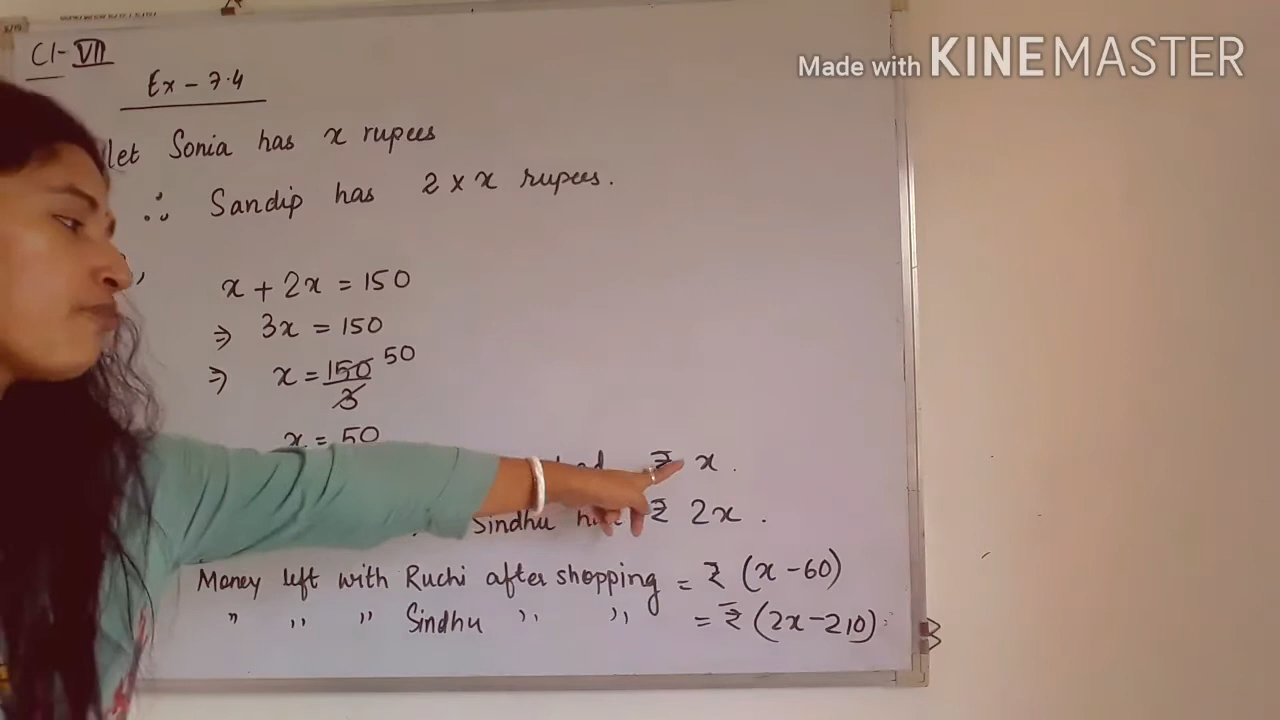 Made with KINEMASTER
Cl-VII
Ex - 7.4
let Sonia has x rupees
∴ Sandip has 2 × x rupees.
x + 2x = 150
⇒ 3x = 150
⇒ x = 150/3 50
x = 50
₹ x.
Sindhu ₹ 2x.
Money left with Ruchi after shopping = ₹ (x - 60)
" " " Sindhu " " = ₹ (2x - 210)